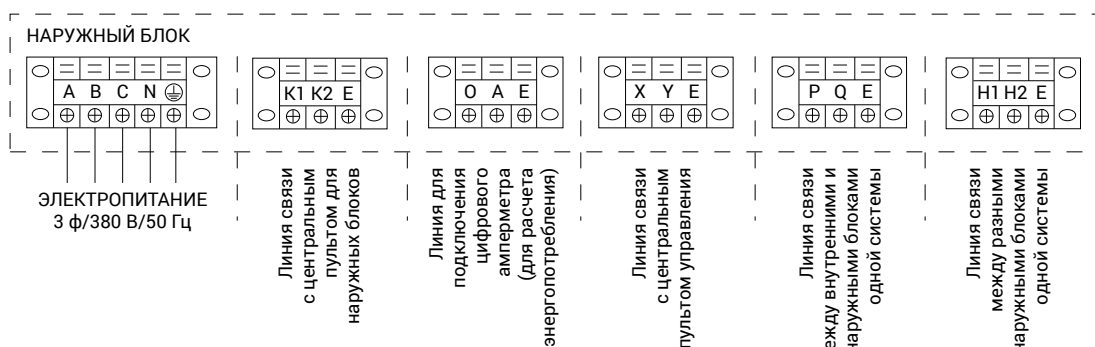 НАРУЖНЫЙ БЛОК
A B C N
K1 K2 E
O A E
X Y E
P Q E
H1 H2 E
ЭЛЕКТРОПИТАНИЕ
3 ф/380 В/50 Гц
Линия связи
с центральным
пультом для
наружных блоков
Линия для
подключения
цифрового
амперметра
(для расчета
энергопотребления)
Линия связи
с центральным
пультом управления
Линия связи
ежду внутренними и
наружными блоками
одной системы
Линия связи
между разными
наружными блоками
одной системы